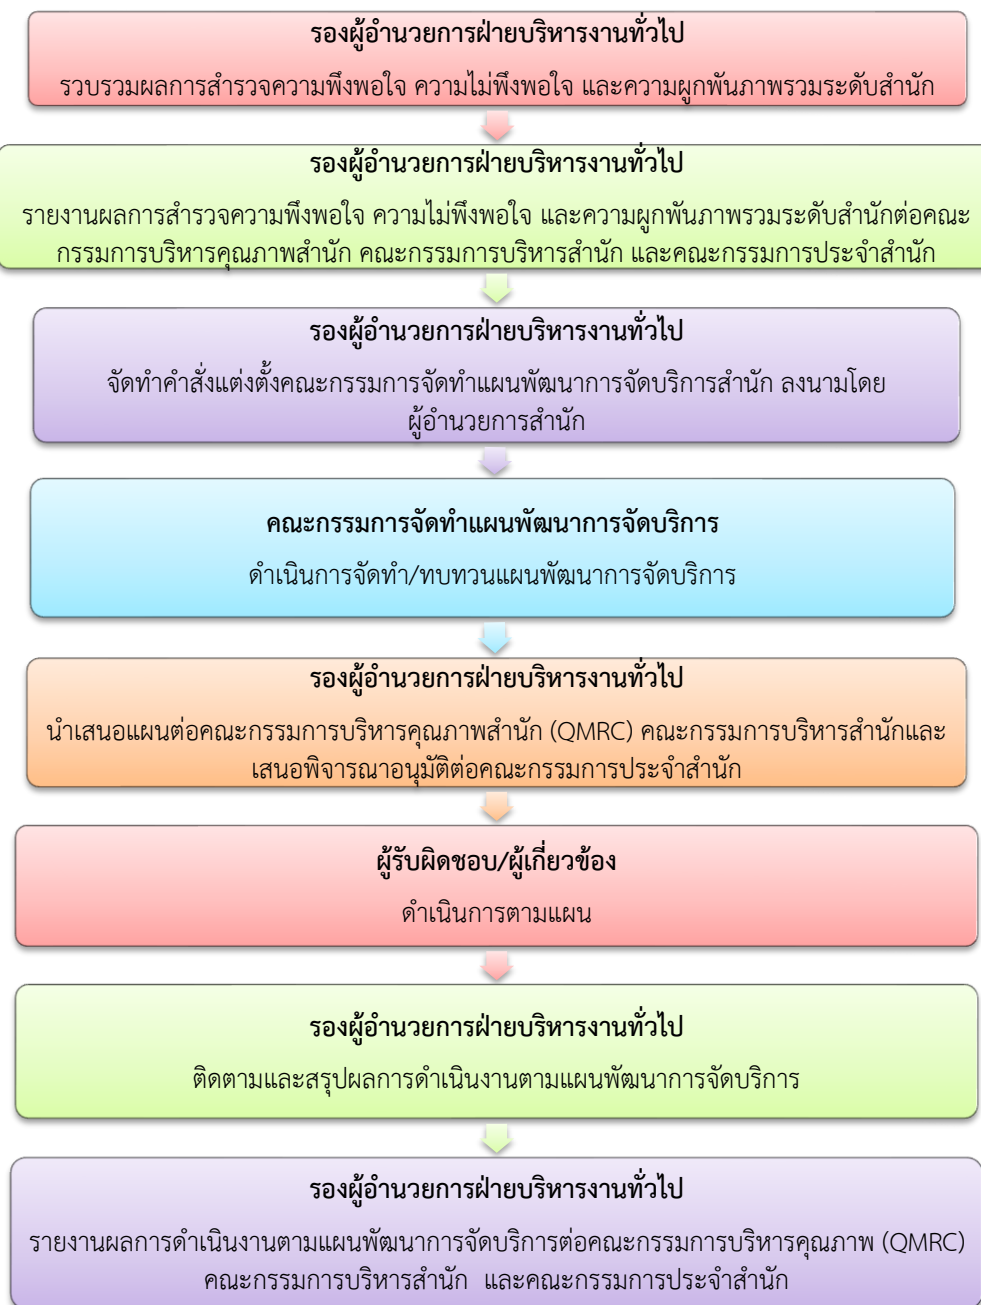 รองผู้อำนวยการฝ่ายบริหารงานทั่วไป
รวบรวมผลการสำรวจความพึงพอใจ ความไม่พึงพอใจ และความผูกพันภาพรวมระดับสำนัก
รองผู้อำนวยการฝ่ายบริหารงานทั่วไป
รายงานผลการสำรวจความพึงพอใจ ความไม่พึงพอใจ และความผูกพันภาพรวมระดับสำนักต่อคณะ
กรรมการบริหารคุณภาพสำนัก คณะกรรมการบริหารสำนัก และคณะกรรมการประจำสำนัก
รองผู้อำนวยการฝ่ายบริหารงานทั่วไป
จัดทำคำสั่งแต่งตั้งคณะกรรมการจัดทำแผนพัฒนาการจัดบริการสำนัก ลงนามโดย
ผู้อำนวยการสำนัก
คณะกรรมการจัดทำแผนพัฒนาการจัดบริการ
ดำเนินการจัดทำ/ทบทวนแผนพัฒนาการจัดบริการ
รองผู้อำนวยการฝ่ายบริหารงานทั่วไป
นำเสนอแผนต่อคณะกรรมการบริหารคุณภาพสำนัก (QMRC) คณะกรรมการบริหารสำนักและ
เสนอพิจารณาอนุมัติต่อคณะกรรมการประจำสำนัก
ผู้รับผิดชอบ/ผู้เกี่ยวข้อง
ดำเนินการตามแผน
รองผู้อำนวยการฝ่ายบริหารงานทั่วไป
ติดตามและสรุปผลการดำเนินงานตามแผนพัฒนาการจัดบริการ
รองผู้อำนวยการฝ่ายบริหารงานทั่วไป
รายงานผลการดำเนินงานตามแผนพัฒนาการจัดบริการต่อคณะกรรมการบริหารคุณภาพ (QMRC)
คณะกรรมการบริหารสำนัก และคณะกรรมการประจำสำนัก